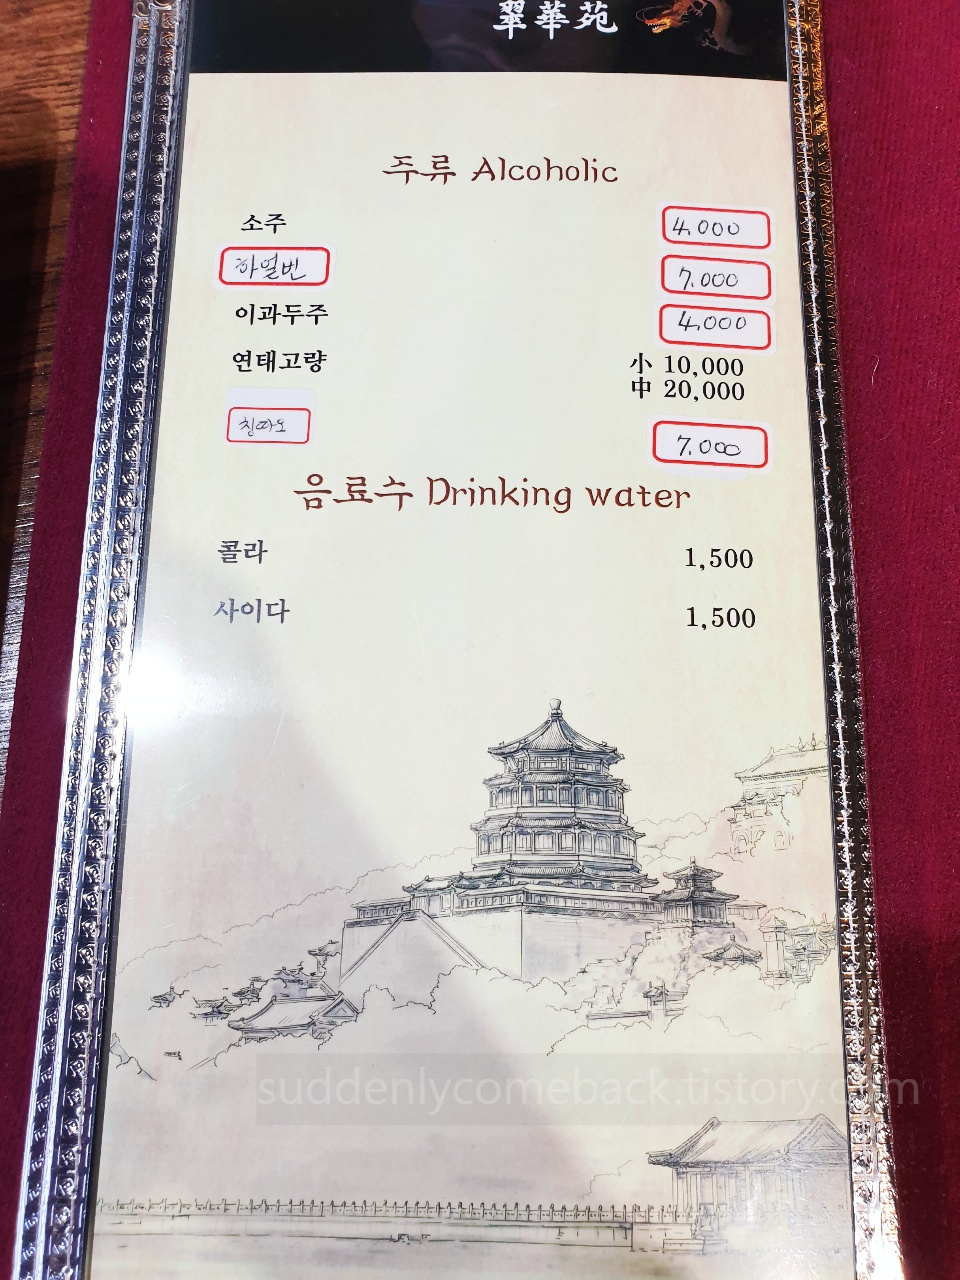 翠華苑
주류 Alcoholic
소주 4,000
하얼빈 7,000
이과두주 4,000
연태고량 小 10,000
中 20,000
칭따오 7,000
음료수 Drinking water
콜라 1,500
사이다 1,500
suddenlycomeback.tistory.com